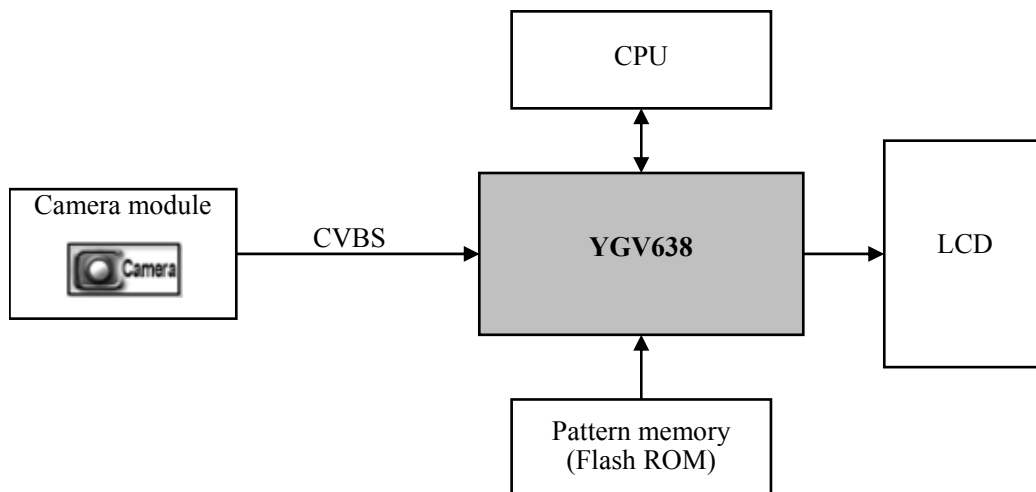 CPU
Camera module
Camera
CVBS
YGV638
LCD
Pattern memory
(Flash ROM)